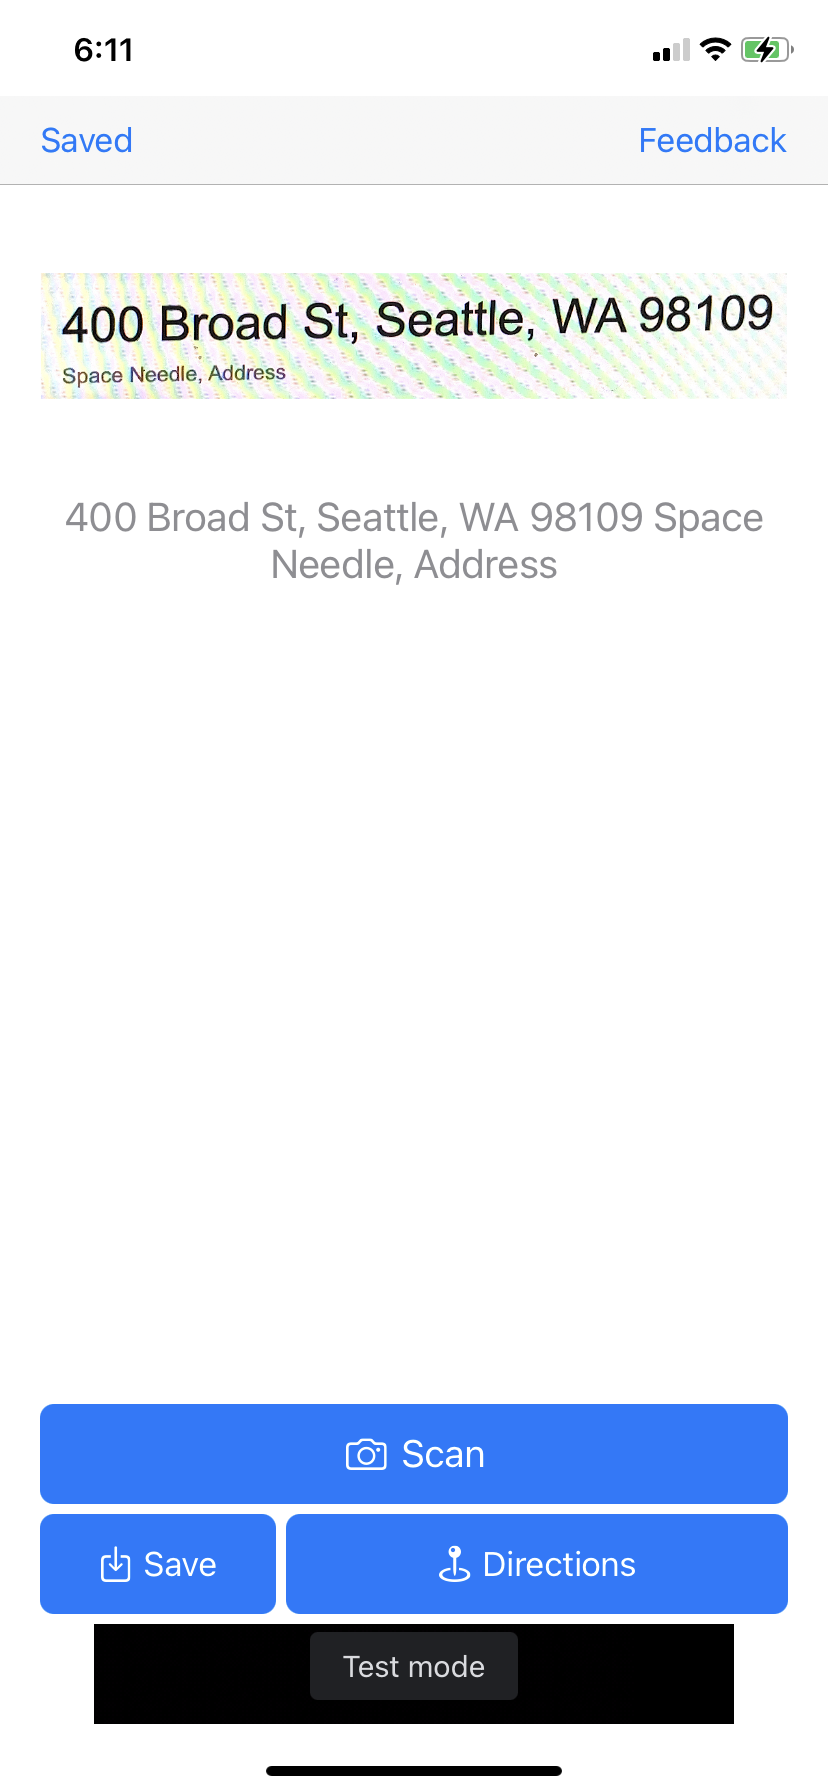 6:11
Saved
Feedback
400 Broad St, Seattle, WA 98109
Space Needle, Address
400 Broad St, Seattle, WA 98109 Space
Needle, Address
Scan
Save
Directions
Test mode